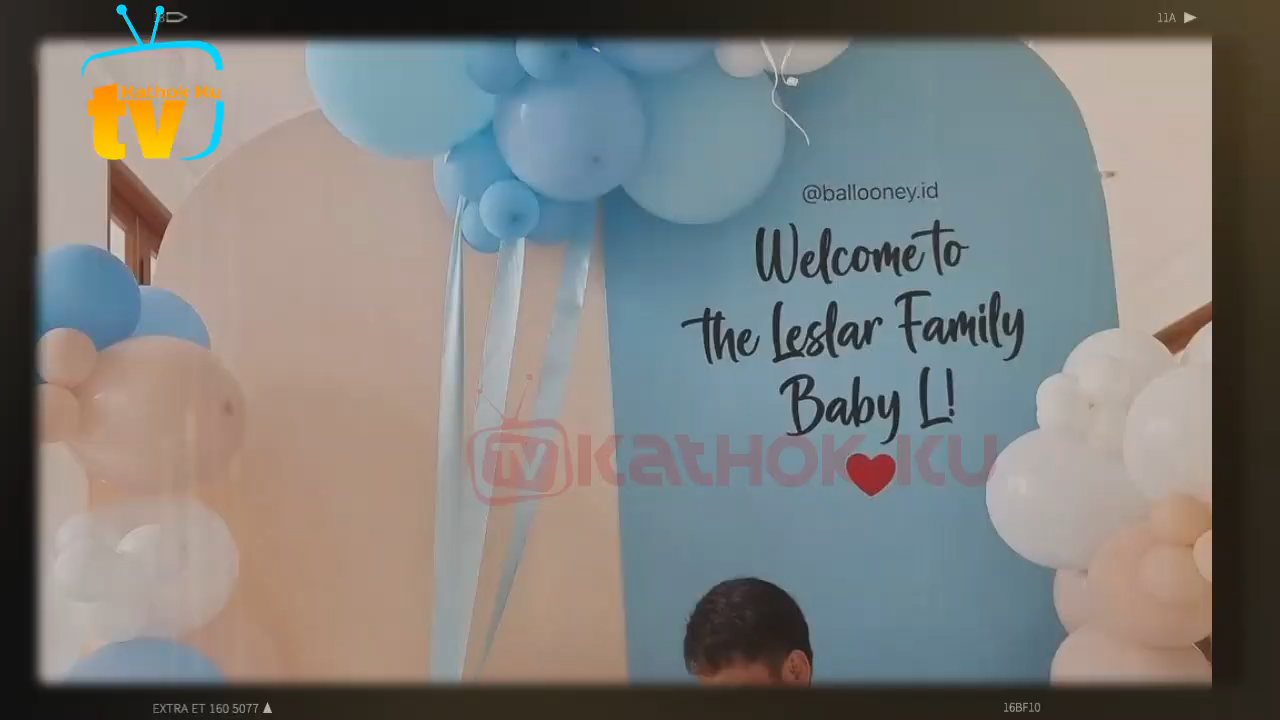 11A
Kathok Ku
tv
@ballooney.id
Welcome to
the Leslar Family
Baby L!
TV KATHOK KU
EXTRA ET 160 5077
16BF10